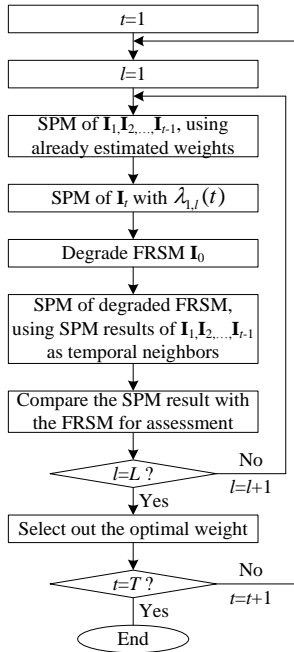 t=1
l=1
SPM of I₁,I₂,...,Iₜ₋₁, using
already estimated weights
SPM of Iₜ with λ₁,ₗ(t)
Degrade FRSM I₀
SPM of degraded FRSM,
using SPM results of I₁,I₂,...,Iₜ₋₁
as temporal neighbors
Compare the SPM result with
the FRSM for assessment
l=L ?
No
l=l+1
Yes
Select out the optimal weight
t=T ?
No
t=t+1
Yes
End